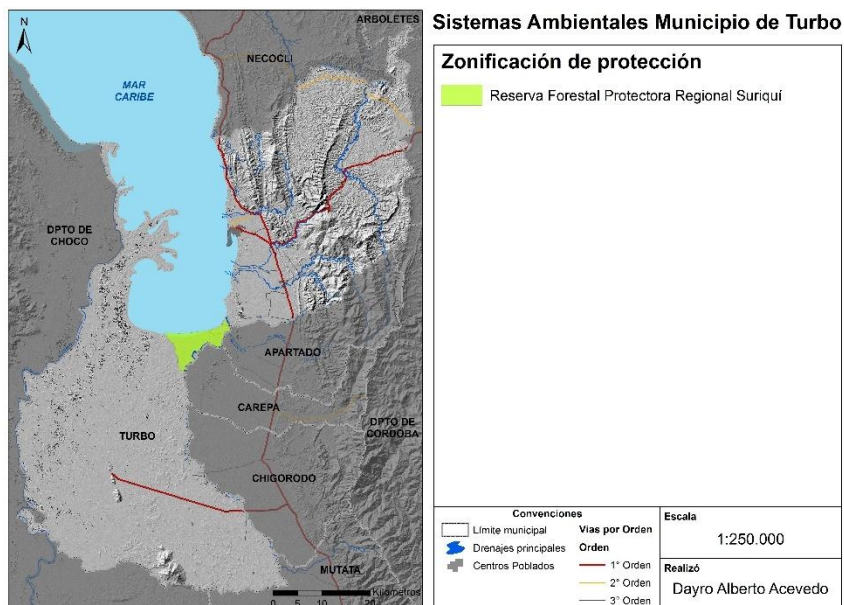 N
ARBOLETES
NECOCLI
MAR
CARIBE
DPTO DE
CHOCO
APARTADO
CAREPA
DPTO DE
CORDOBA
TURBO
CHIGORODO
MUTATA
Kilómetros
0 5 10 20
Sistemas Ambientales Municipio de Turbo
Zonificación de protección
Reserva Forestal Protectora Regional Suriquí
Convenciones
Límite municipal
Drenajes principales
Centros Poblados
Vias por Orden
Orden
1° Orden
2° Orden
3° Orden
Escala
1:250.000
Realizó
Dayro Alberto Acevedo